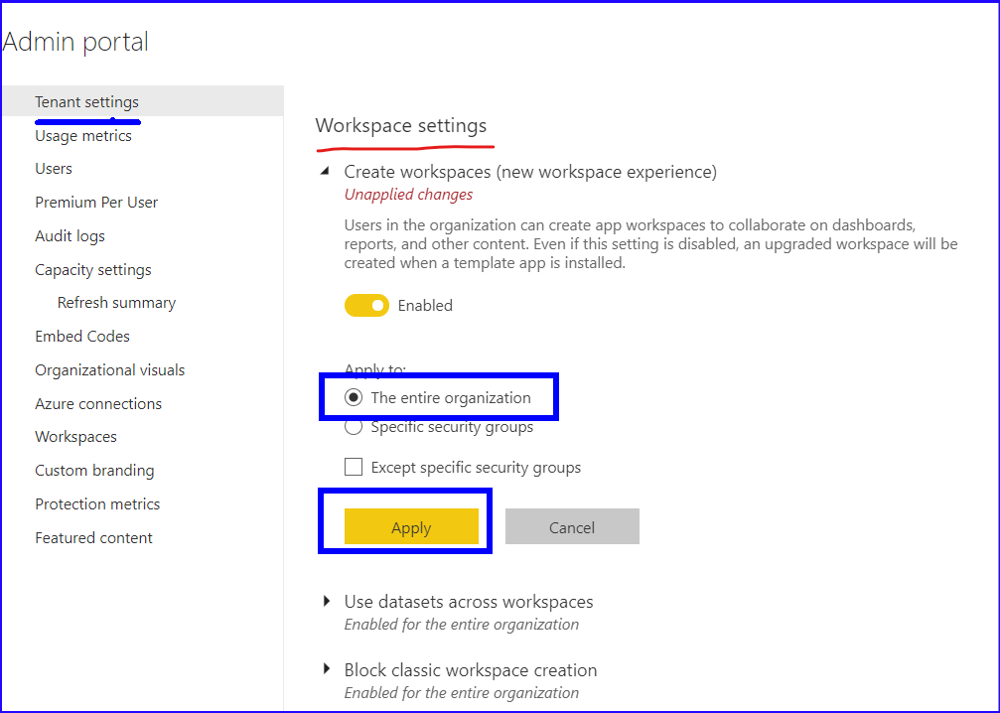 Admin portal
Tenant settings
Usage metrics
Users
Premium Per User
Audit logs
Capacity settings
Refresh summary
Embed Codes
Organizational visuals
Azure connections
Workspaces
Custom branding
Protection metrics
Featured content
Workspace settings
Create workspaces (new workspace experience)
Unapplied changes
Users in the organization can create app workspaces to collaborate on dashboards,
reports, and other content. Even if this setting is disabled, an upgraded workspace will be
created when a template app is installed.
Enabled
Apply to:
The entire organization
Specific security groups
Except specific security groups
Apply
Cancel
Use datasets across workspaces
Enabled for the entire organization
Block classic workspace creation
Enabled for the entire organization